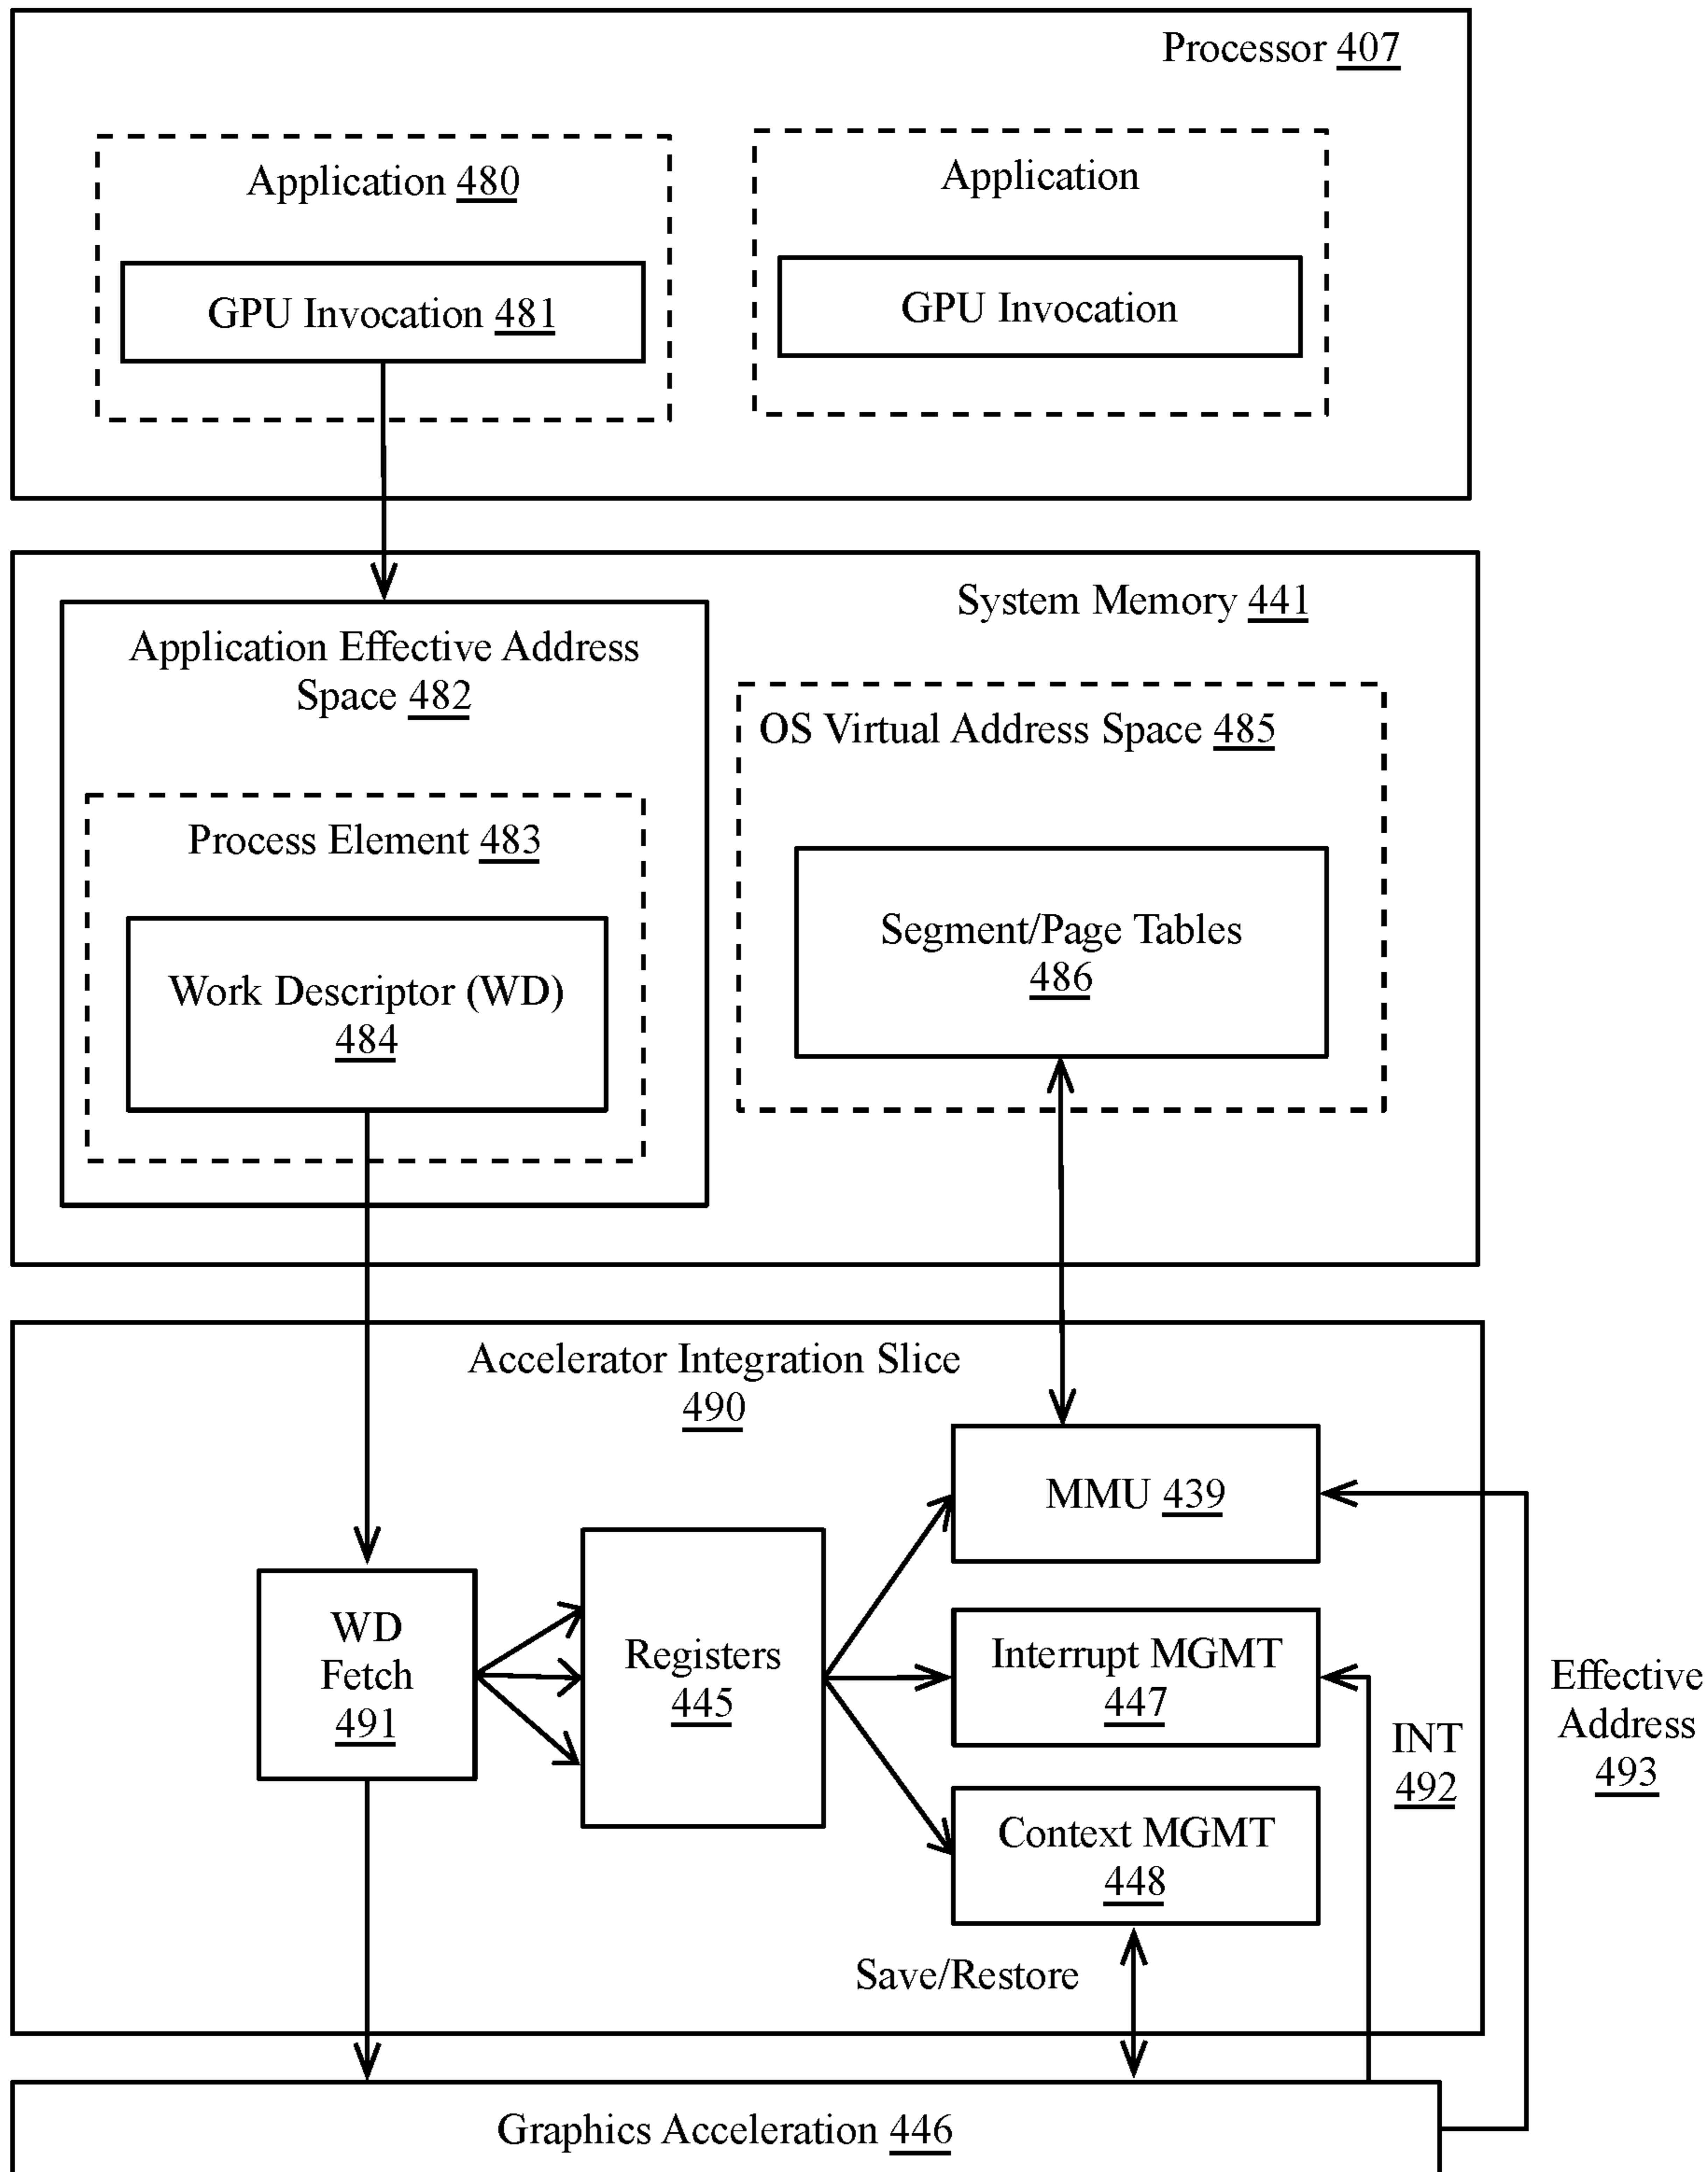 Processor 407
Application 480
Application
GPU Invocation 481
GPU Invocation
System Memory 441
Application Effective Address
Space 482
OS Virtual Address Space 485
Process Element 483
Segment/Page Tables
486
Work Descriptor (WD)
484
Accelerator Integration Slice
490
MMU 439
WD
Fetch
491
Registers
445
Interrupt MGMT
447
INT
492
Effective
Address
493
Context MGMT
448
Save/Restore
Graphics Acceleration 446